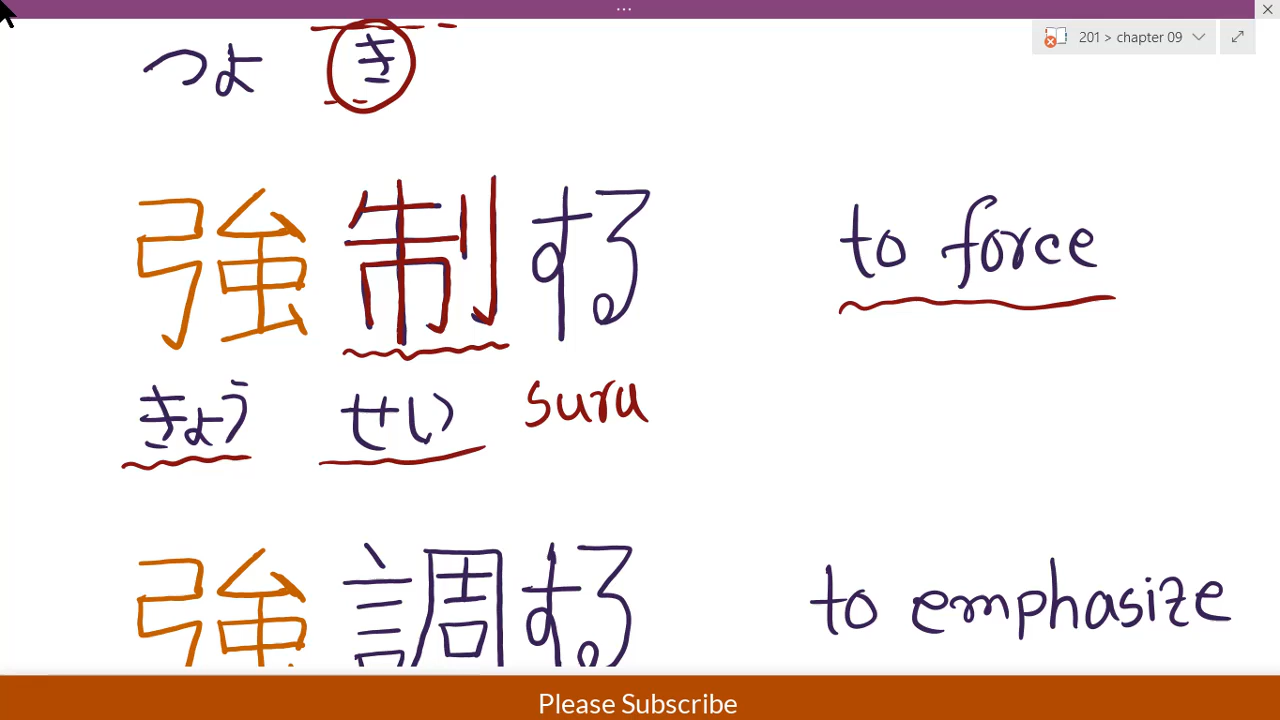 201 > chapter 09
つよ き
強制する to force
きょう せい suru
強調する to emphasize
Please Subscribe